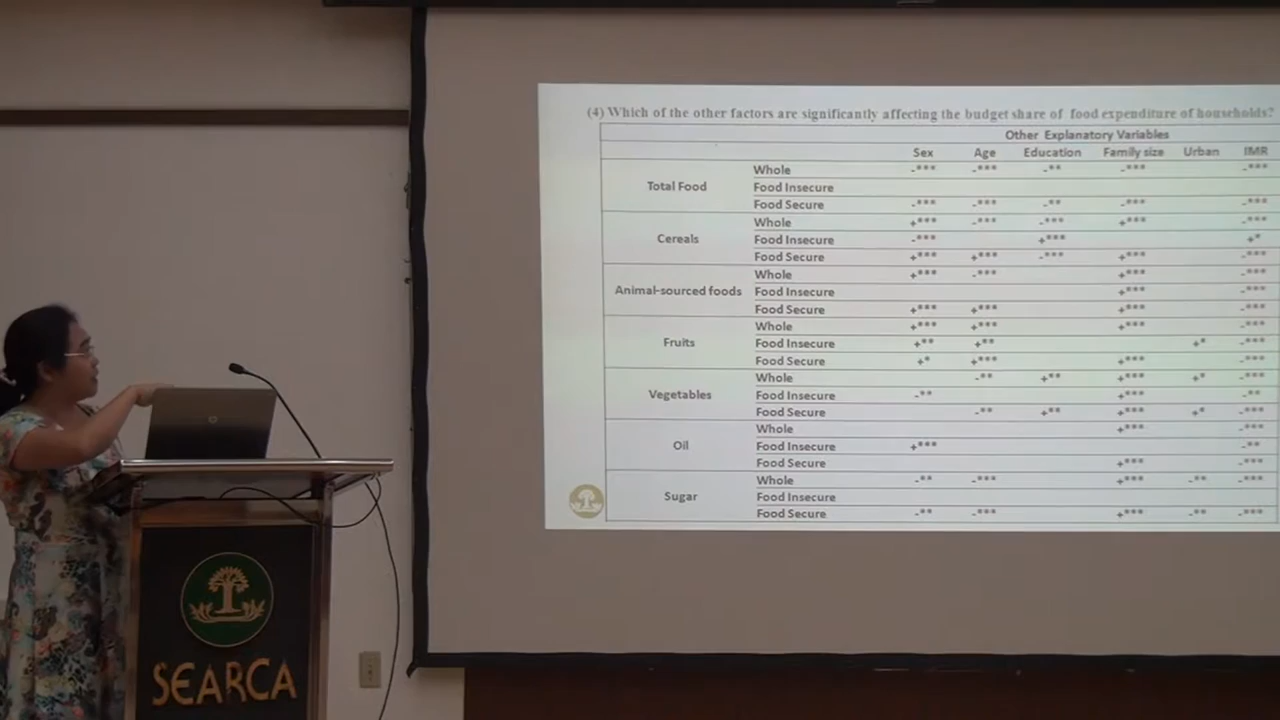 (4) Which of the other factors are significantly affecting the budget share of food expenditure of households?
Other Explanatory Variables
Sex Age Education Family size Urban IMR
Total Food
Whole -*** -*** -** -*** -***
Food Insecure
Food Secure -*** -*** -** -*** -***
Cereals
Whole +*** -*** -*** +*** -***
Food Insecure -*** +*** +*
Food Secure +*** +*** -*** +*** -***
Animal-sourced foods
Whole +*** -*** +*** -***
Food Insecure +*** -***
Food Secure +*** +*** +*** -***
Fruits
Whole +*** +*** +*** -***
Food Insecure +** +** +* -***
Food Secure +* +*** +*** -***
Vegetables
Whole -** +** +*** +* -***
Food Insecure -** +*** -**
Food Secure -** +** +*** +* -***
Oil
Whole +*** -***
Food Insecure +*** -**
Food Secure +*** -***
Sugar
Whole -** -*** +*** -** -***
Food Insecure
Food Secure -** -*** +*** -** -***
hp
SEARCA